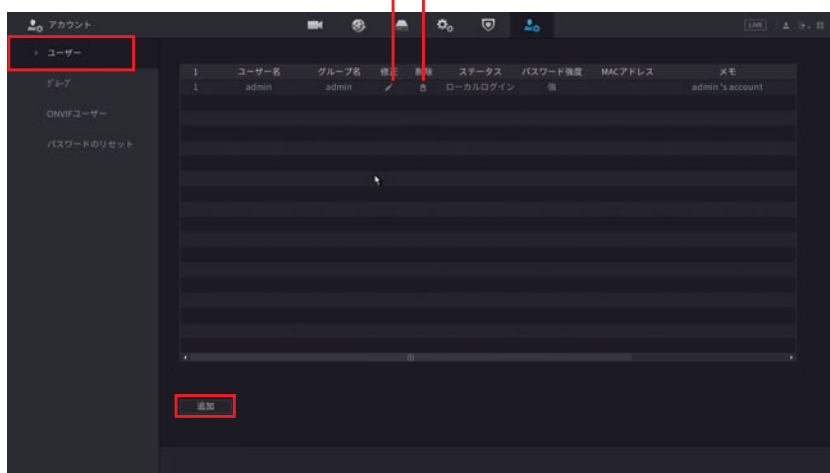 アカウント
LIVE
ユーザー
グループ
ONVIFユーザー
パスワードのリセット
1 ユーザー名 グループ名 修正 削除 ステータス パスワード強度 MACアドレス メモ
1 admin admin ローカルログイン 強 admin 's account
追加